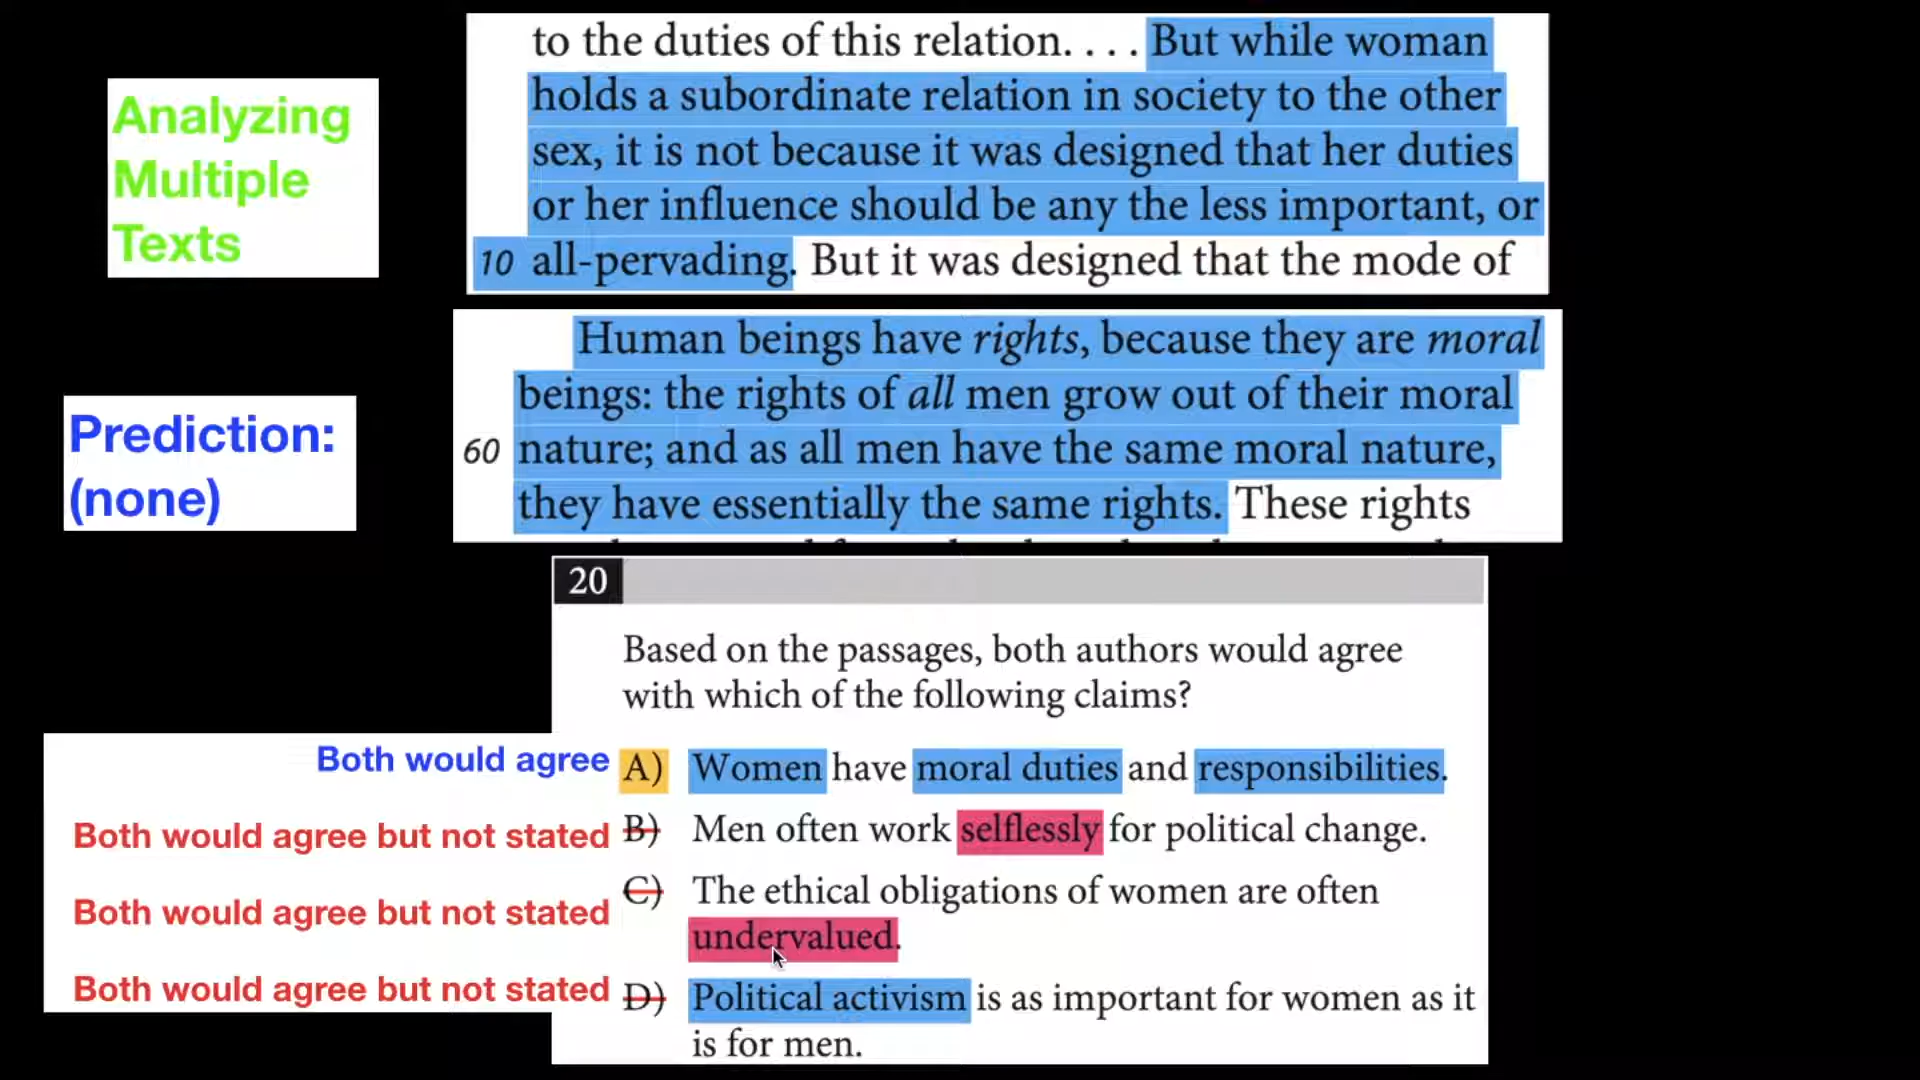 Analyzing
Multiple
Texts
to the duties of this relation. . . . But while woman
holds a subordinate relation in society to the other
sex, it is not because it was designed that her duties
or her influence should be any the less important, or
10 all-pervading. But it was designed that the mode of
Prediction:
(none)
Human beings have rights, because they are moral
beings: the rights of all men grow out of their moral
60 nature; and as all men have the same moral nature,
they have essentially the same rights. These rights
20
Based on the passages, both authors would agree
with which of the following claims?
Both would agree A) Women have moral duties and responsibilities.
Both would agree but not stated B) Men often work selflessly for political change.
Both would agree but not stated C) The ethical obligations of women are often
undervalued.
Both would agree but not stated D) Political activism is as important for women as it
is for men.